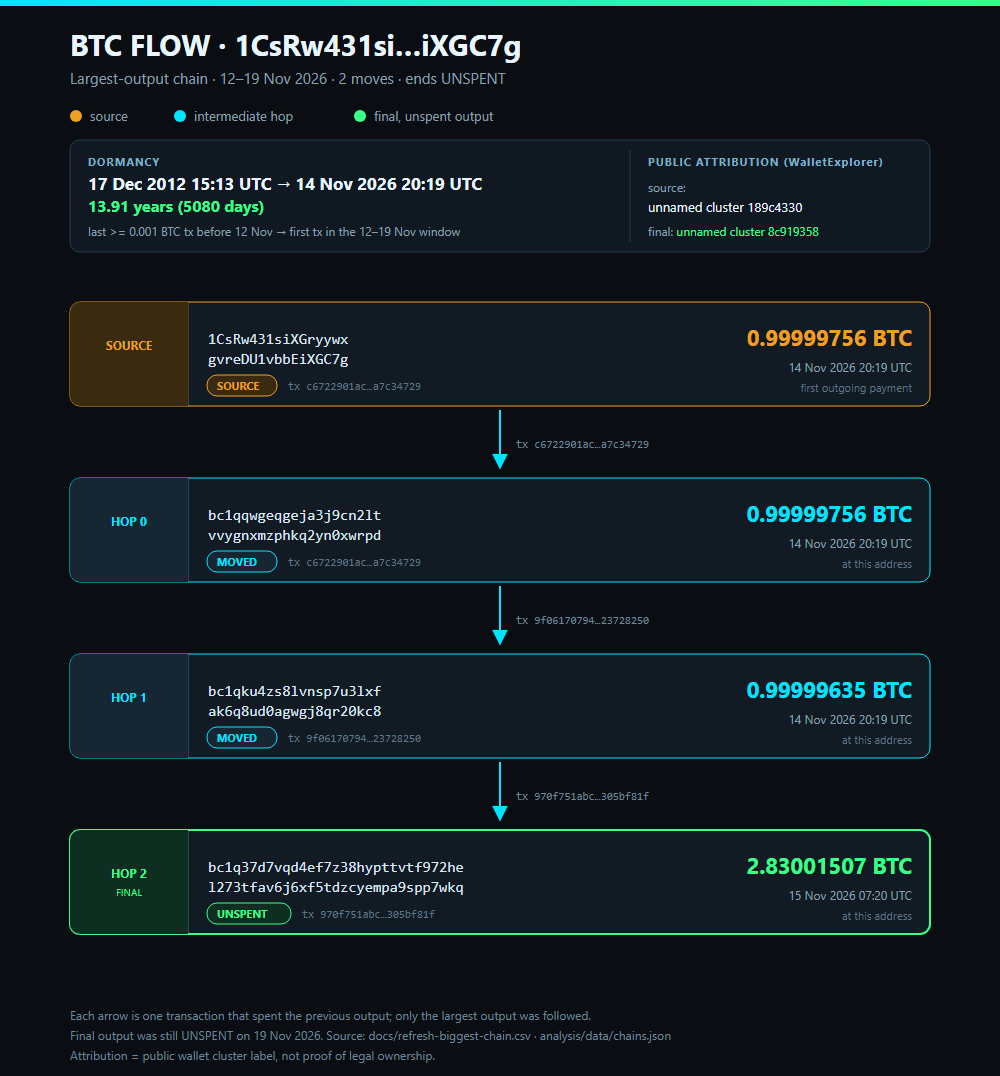 BTC FLOW · 1CsRw431si…iXGC7g
Largest-output chain · 12–19 Nov 2026 · 2 moves · ends UNSPENT
source
intermediate hop
final, unspent output
DORMANCY
17 Dec 2012 15:13 UTC → 14 Nov 2026 20:19 UTC
13.91 years (5080 days)
last >= 0.001 BTC tx before 12 Nov → first tx in the 12–19 Nov window
PUBLIC ATTRIBUTION (WalletExplorer)
source:
unnamed cluster 189c4330
final: unnamed cluster 8c919358
SOURCE
1CsRw431siXGryywx
gvreDU1vbbEiXGC7g
SOURCE
tx c6722901ac…a7c34729
0.99999756 BTC
14 Nov 2026 20:19 UTC
first outgoing payment
tx c6722901ac…a7c34729
HOP 0
bc1qqwgeqgeja3j9cn2lt
vvygnxmzphkq2yn0xwrpd
MOVED
tx c6722901ac…a7c34729
0.99999756 BTC
14 Nov 2026 20:19 UTC
at this address
tx 9f06170794…23728250
HOP 1
bc1qku4zs8lvnsp7u3lxf
ak6q8ud0agwgj8qr20kc8
MOVED
tx 9f06170794…23728250
0.99999635 BTC
14 Nov 2026 20:19 UTC
at this address
tx 970f751abc…305bf81f
HOP 2
FINAL
bc1q37d7vqd4ef7z38hypttvtf972he
l273tfav6j6xf5tdzcyempa9spp7wkq
UNSPENT
tx 970f751abc…305bf81f
2.83001507 BTC
15 Nov 2026 07:20 UTC
at this address
Each arrow is one transaction that spent the previous output; only the largest output was followed.
Final output was still UNSPENT on 19 Nov 2026. Source: docs/refresh-biggest-chain.csv · analysis/data/chains.json
Attribution = public wallet cluster label, not proof of legal ownership.